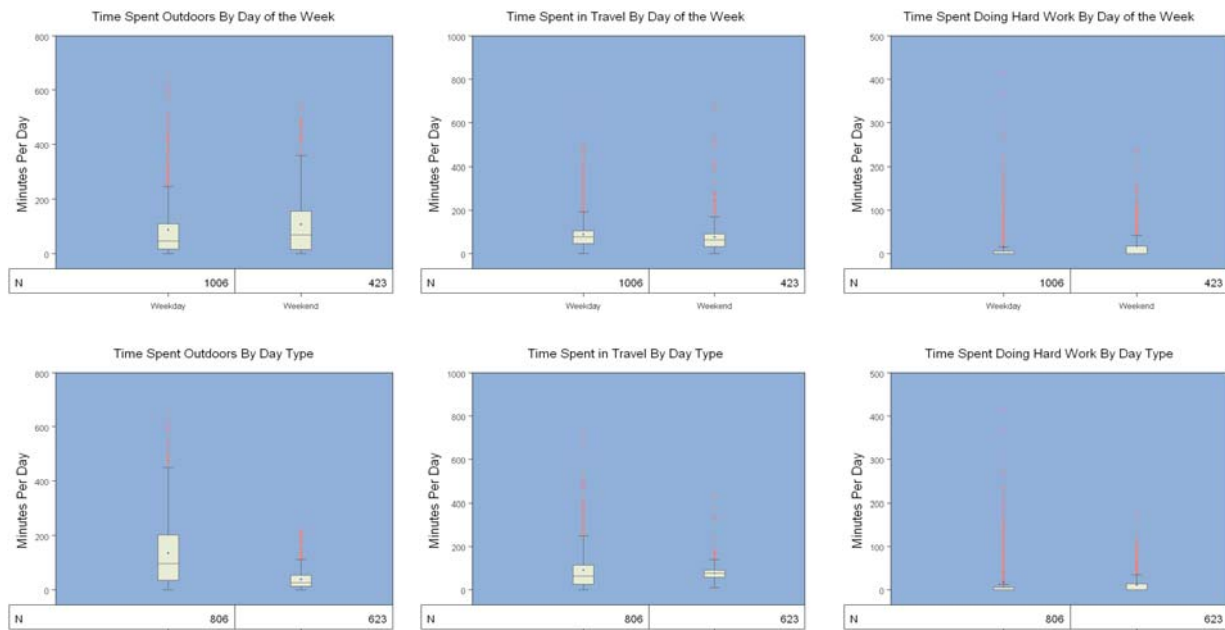 Time Spent Outdoors By Day of the Week
800
600
400
200
0
Minutes Per Day
N 1006 423
Weekday Weekend
Time Spent in Travel By Day of the Week
1000
800
600
400
200
0
Minutes Per Day
N 1006 423
Weekday Weekend
Time Spent Doing Hard Work By Day of the Week
500
400
300
200
100
0
Minutes Per Day
N 1006 423
Weekday Weekend
Time Spent Outdoors By Day Type
800
600
400
200
0
Minutes Per Day
N 806 623
Time Spent in Travel By Day Type
1000
800
600
400
200
0
Minutes Per Day
N 806 623
Time Spent Doing Hard Work By Day Type
500
400
300
200
100
0
Minutes Per Day
N 806 623